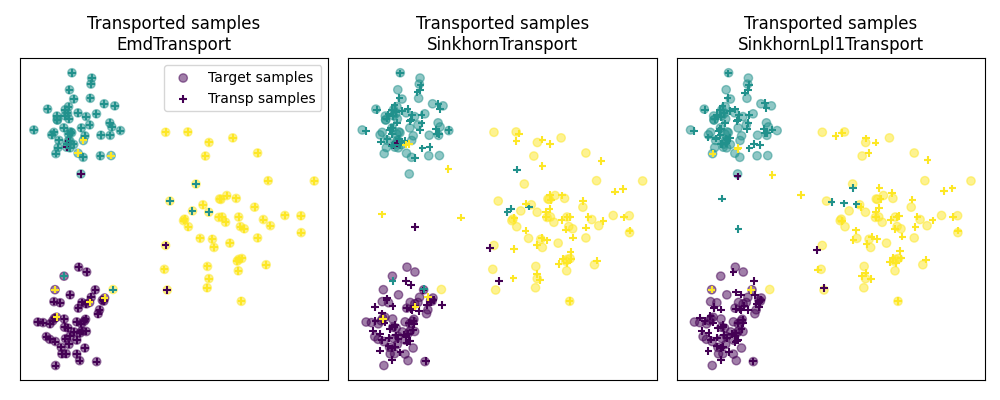 Transported samples
EmdTransport
Target samples
Transp samples
Transported samples
SinkhornTransport
Transported samples
SinkhornLpl1Transport